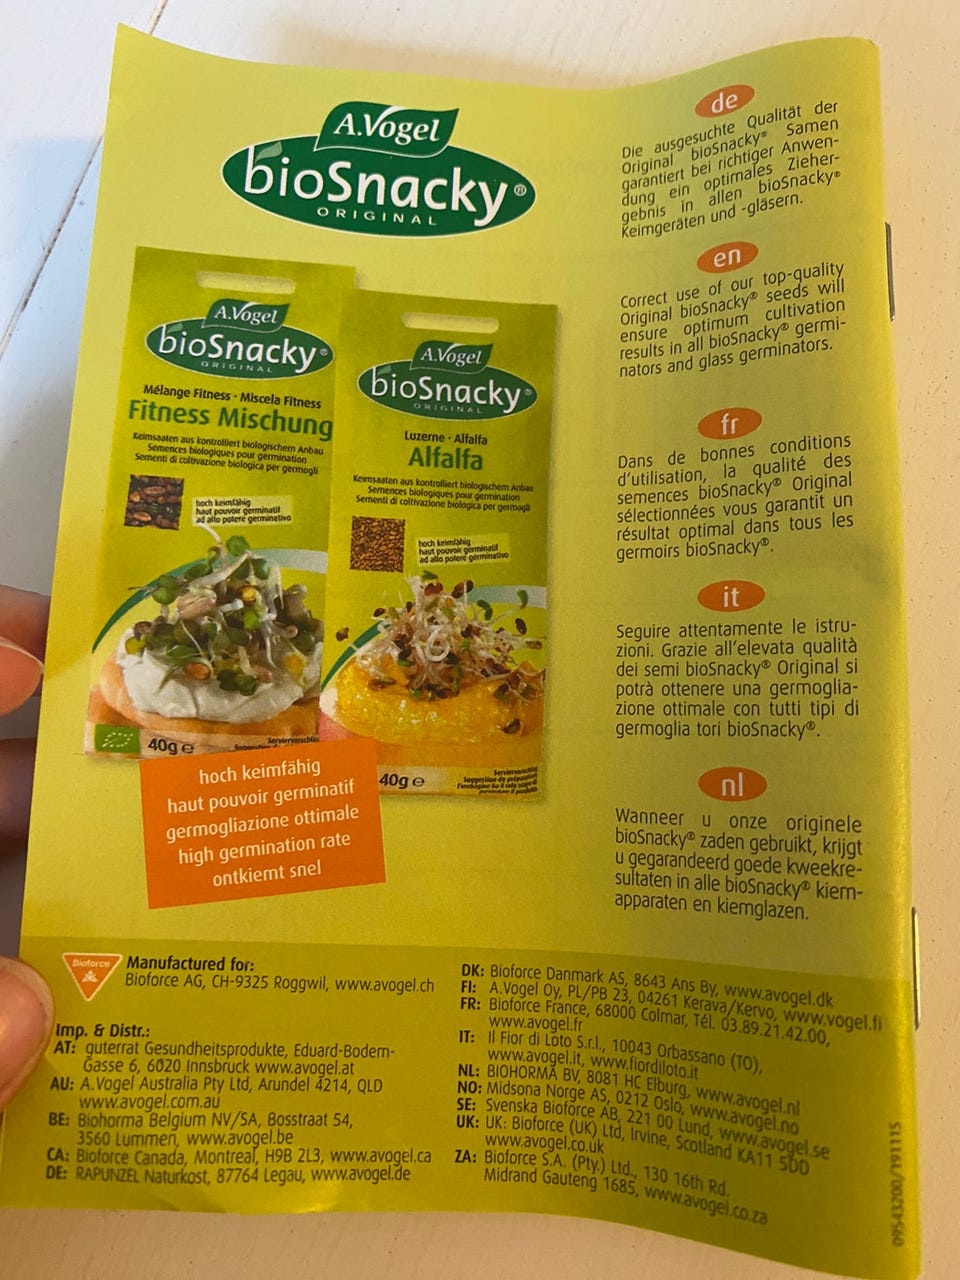 A.Vogel
bioSnacky®
ORIGINAL
A.Vogel
bioSnacky®
ORIGINAL
Mélange Fitness · Miscela Fitness
Fitness Mischung
Keimsaaten aus kontrolliert biologischem Anbau
Semences biologiques pour germination
Sementi di coltivazione biologica per germogli
hoch keimfähig
haut pouvoir germinatif
ad alto potere germinativo
40g e
Serviervorschlag
A.Vogel
bioSnacky®
ORIGINAL
Luzerne · Alfalfa
Alfalfa
Keimsaaten aus kontrolliert biologischem Anbau
Semences biologiques pour germination
Sementi di coltivazione biologica per germogli
hoch keimfähig
haut pouvoir germinatif
ad alto potere germinativo
40g e
Serviervorschlag
Suggestion de préparation
hoch keimfähig
haut pouvoir germinatif
germogliazione ottimale
high germination rate
ontkiemt snel
de
Die ausgesuchte Qualität der
Original bioSnacky® Samen
garantiert bei richtiger Anwen-
dung ein optimales Zieher-
gebnis in allen bioSnacky®
Keimgeräten und -gläsern.
en
Correct use of our top-quality
Original bioSnacky® seeds will
ensure optimum cultivation
results in all bioSnacky® germi-
nators and glass germinators.
fr
Dans de bonnes conditions
d'utilisation, la qualité des
semences bioSnacky® Original
sélectionnées vous garantit un
résultat optimal dans tous les
germoirs bioSnacky®.
it
Seguire attentamente le istru-
zioni. Grazie all'elevata qualità
dei semi bioSnacky® Original si
potrà ottenere una germoglia-
zione ottimale con tutti tipi di
germoglia tori bioSnacky®.
nl
Wanneer u onze originele
bioSnacky® zaden gebruikt, krijgt
u gegarandeerd goede kweekre-
sultaten in alle bioSnacky® kiem-
apparaten en kiemglazen.
Bioforce
Manufactured for:
Bioforce AG, CH-9325 Roggwil, www.avogel.ch
Imp. & Distr.:
AT: guterrat Gesundheitsprodukte, Eduard-Bodem-
Gasse 6, 6020 Innsbruck www.avogel.at
AU: A.Vogel Australia Pty Ltd, Arundel 4214, QLD
www.avogel.com.au
BE: Biohorma Belgium NV/SA, Bosstraat 54,
3560 Lummen, www.avogel.be
CA: Bioforce Canada, Montreal, H9B 2L3, www.avogel.ca
DE: RAPUNZEL Naturkost, 87764 Legau, www.avogel.de
DK: Bioforce Danmark AS, 8643 Ans By, www.avogel.dk
FI: A.Vogel Oy, PL/PB 23, 04261 Kerava/Kervo, www.vogel.fi
FR: Bioforce France, 68000 Colmar, Tél. 03.89.21.42.00,
www.avogel.fr
IT: Il Fior di Loto S.r.l., 10043 Orbassano (TO),
www.avogel.it, www.fiordiloto.it
NL: BIOHORMA BV, 8081 HC Elburg, www.avogel.nl
NO: Midsona Norge AS, 0212 Oslo, www.avogel.no
SE: Svenska Bioforce AB, 221 00 Lund, www.avogel.se
UK: UK: Bioforce (UK) Ltd, Irvine, Scotland KA11 5DD
www.avogel.co.uk
ZA: Bioforce S.A. (Pty.) Ltd., 130 16th Rd.
Midrand Gauteng 1685, www.avogel.co.za
09543200/191115